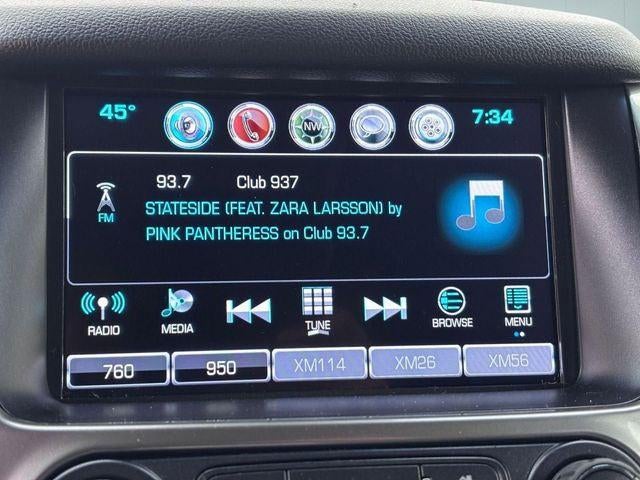 45° NW 7:34
93.7 Club 937
FM
STATESIDE (FEAT. ZARA LARSSON) by
PINK PANTHERESS on Club 93.7
RADIO MEDIA TUNE BROWSE MENU
760 950 XM114 XM26 XM56